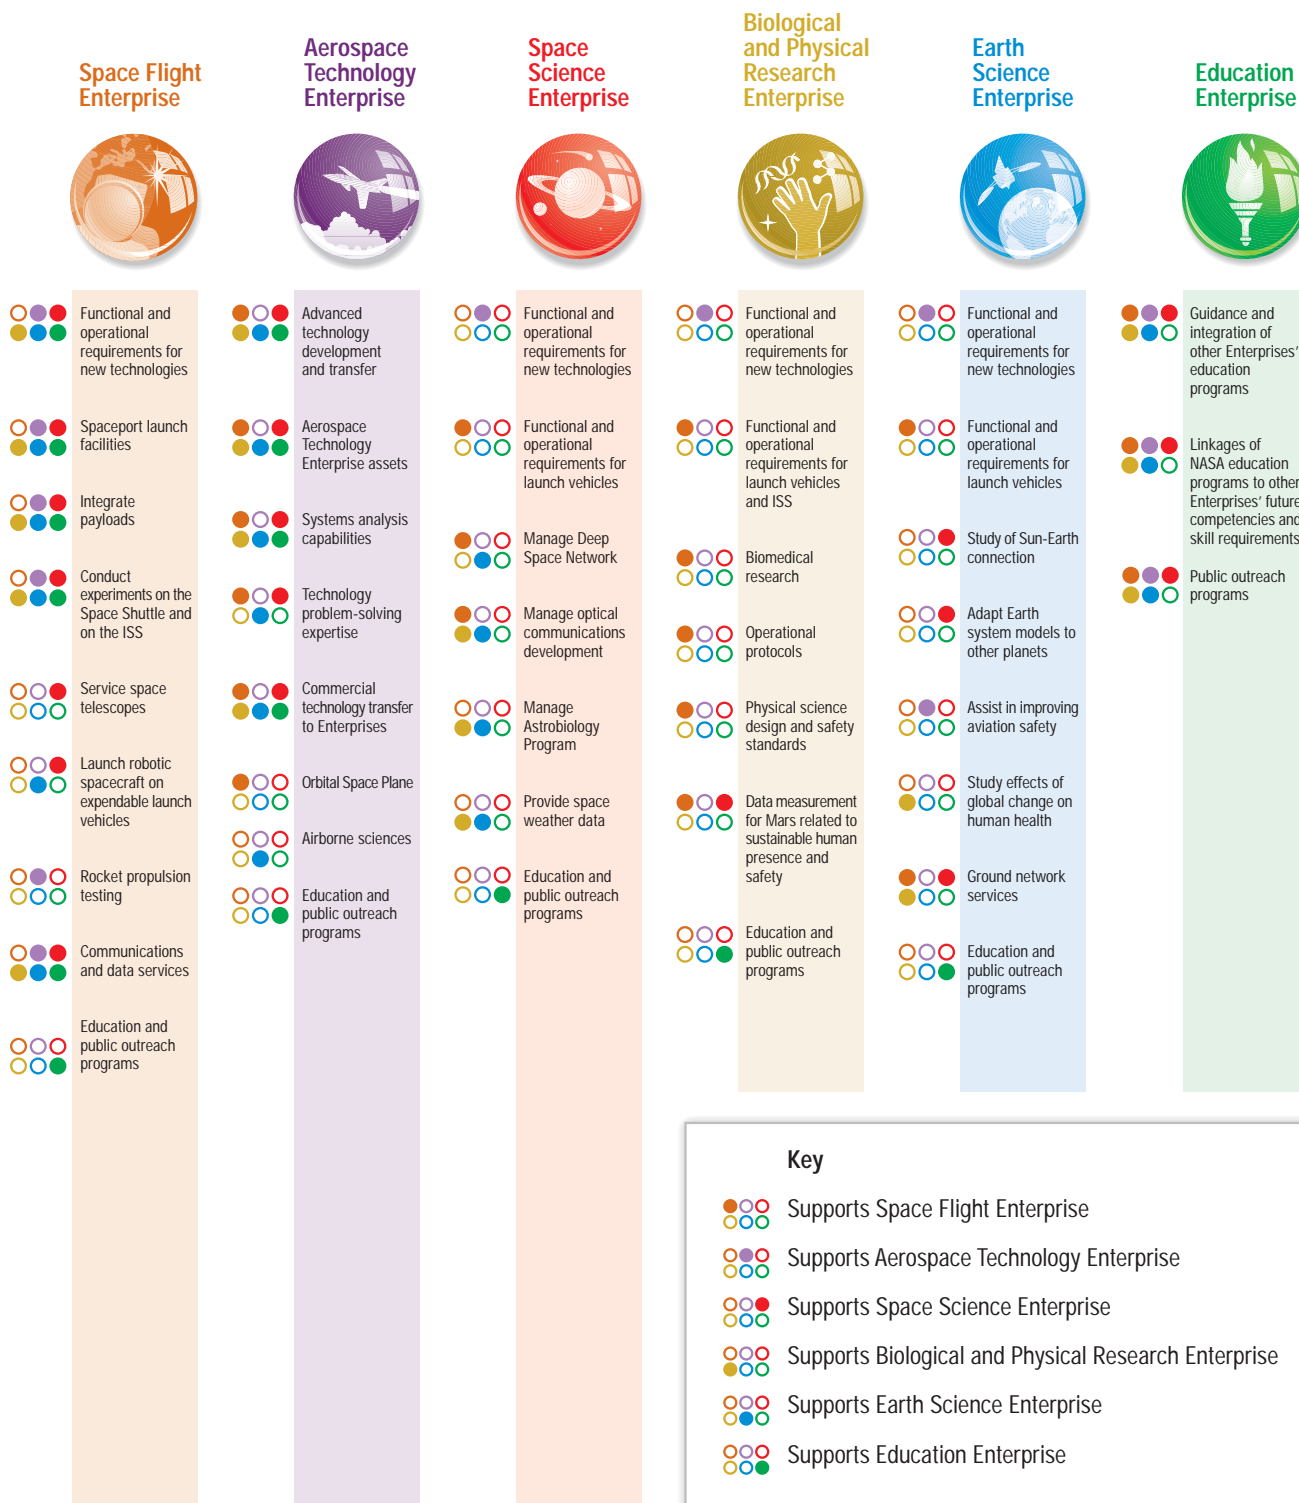 Space Flight
Enterprise
Aerospace
Technology
Enterprise
Space
Science
Enterprise
Biological
and Physical
Research
Enterprise
Earth
Science
Enterprise
Education
Enterprise
Functional and
operational
requirements for
new technologies
Spaceport launch
facilities
Integrate
payloads
Conduct
experiments on the
Space Shuttle and
on the ISS
Service space
telescopes
Launch robotic
spacecraft on
expendable launch
vehicles
Rocket propulsion
testing
Communications
and data services
Education and
public outreach
programs
Advanced
technology
development
and transfer
Aerospace
Technology
Enterprise assets
Systems analysis
capabilities
Technology
problem-solving
expertise
Commercial
technology transfer
to Enterprises
Orbital Space Plane
Airborne sciences
Education and
public outreach
programs
Functional and
operational
requirements for
new technologies
Functional and
operational
requirements for
launch vehicles
Manage Deep
Space Network
Manage optical
communications
development
Manage
Astrobiology
Program
Provide space
weather data
Education and
public outreach
programs
Functional and
operational
requirements for
new technologies
Functional and
operational
requirements for
launch vehicles
and ISS
Biomedical
research
Operational
protocols
Physical science
design and safety
standards
Data measurement
for Mars related to
sustainable human
presence and
safety
Education and
public outreach
programs
Functional and
operational
requirements for
new technologies
Functional and
operational
requirements for
launch vehicles
Study of Sun-Earth
connection
Adapt Earth
system models to
other planets
Assist in improving
aviation safety
Study effects of
global change on
human health
Ground network
services
Education and
public outreach
programs
Guidance and
integration of
other Enterprises’
education
programs
Linkages of
NASA education
programs to other
Enterprises’ future
competencies and
skill requirements
Public outreach
programs
Key
Supports Space Flight Enterprise
Supports Aerospace Technology Enterprise
Supports Space Science Enterprise
Supports Biological and Physical Research Enterprise
Supports Earth Science Enterprise
Supports Education Enterprise